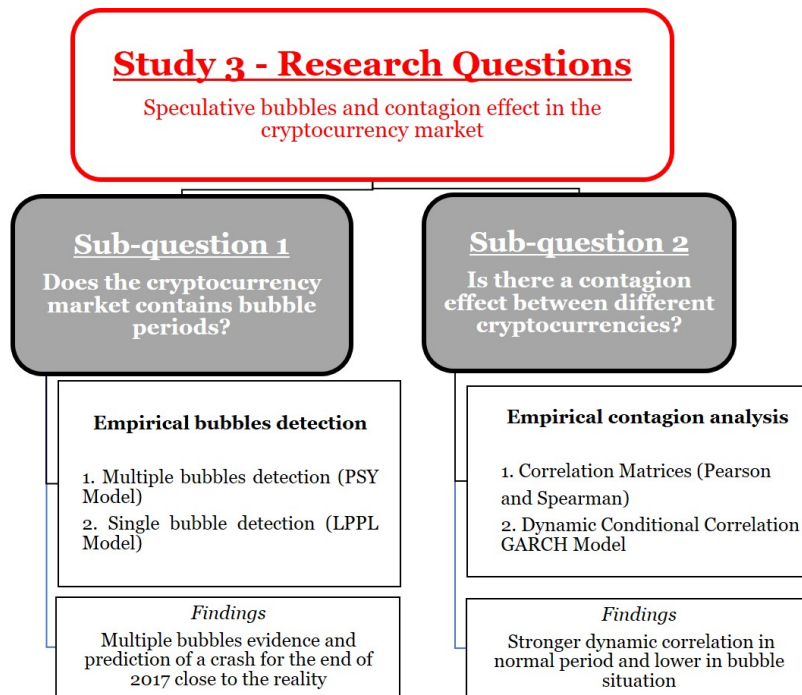 Study 3 - Research Questions
Speculative bubbles and contagion effect in the
cryptocurrency market
Sub-question 1
Does the cryptocurrency
market contains bubble
periods?
Sub-question 2
Is there a contagion
effect between different
cryptocurrencies?
Empirical bubbles detection
1. Multiple bubbles detection (PSY
Model)
2. Single bubble detection (LPPL
Model)
Empirical contagion analysis
1. Correlation Matrices (Pearson
and Spearman)
2. Dynamic Conditional Correlation
GARCH Model
Findings
Multiple bubbles evidence and
prediction of a crash for the end of
2017 close to the reality
Findings
Stronger dynamic correlation in
normal period and lower in bubble
situation